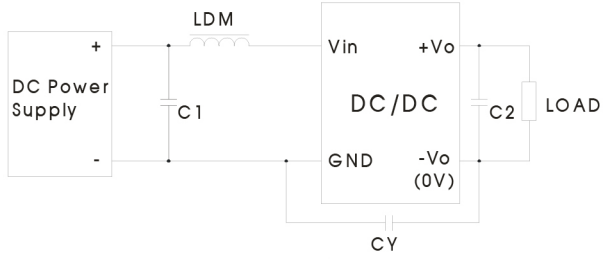 LDM
+
Vin
+Vo
DC Power
Supply
C1
DC/DC
C2
LOAD
-
GND
-Vo
(0V)
CY